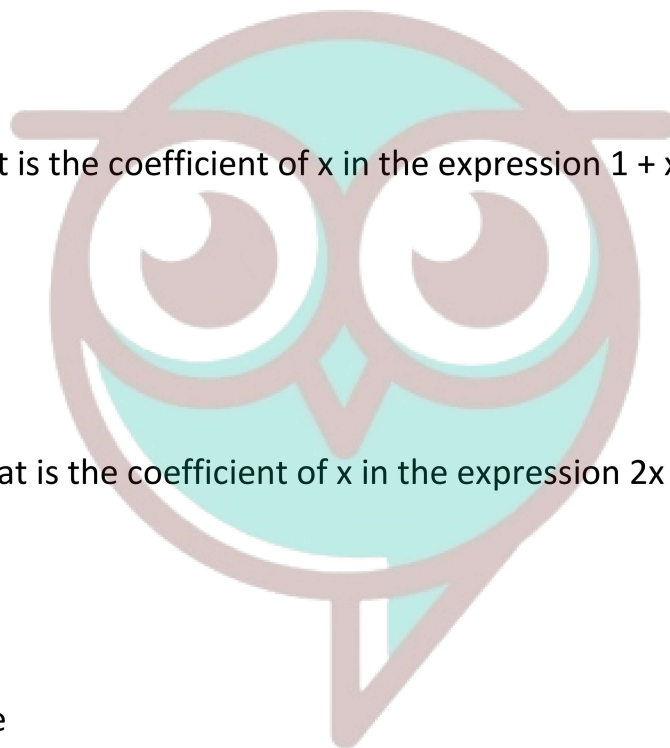 t is the coefficient of x in the expression 1 + x
at is the coefficient of x in the expression 2x
e